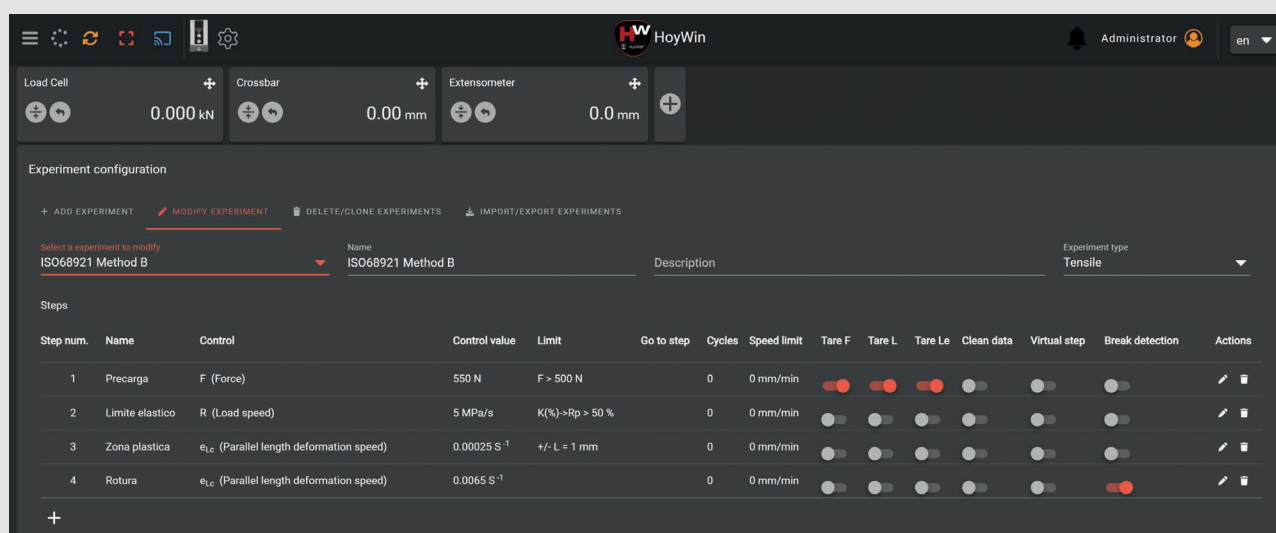 HW HoyWin
Administrator
en
Load Cell
0.000 kN
Crossbar
0.00 mm
Extensometer
0.0 mm
Experiment configuration
+ ADD EXPERIMENT MODIFY EXPERIMENT DELETE/CLONE EXPERIMENTS IMPORT/EXPORT EXPERIMENTS
Select a experiment to modify
ISO68921 Method B
Name
ISO68921 Method B
Description
Experiment type
Tensile
Steps
Step num. Name Control Control value Limit Go to step Cycles Speed limit Tare F Tare L Tare Le Clean data Virtual step Break detection Actions
1 Precarga F (Force) 550 N F > 500 N 0 0 mm/min
2 Limite elastico R (Load speed) 5 MPa/s K(%)->Rp > 50 % 0 0 mm/min
3 Zona plastica eLc (Parallel length deformation speed) 0.00025 S⁻¹ +/- L = 1 mm 0 0 mm/min
4 Rotura eLc (Parallel length deformation speed) 0.0065 S⁻¹ 0 0 mm/min
+